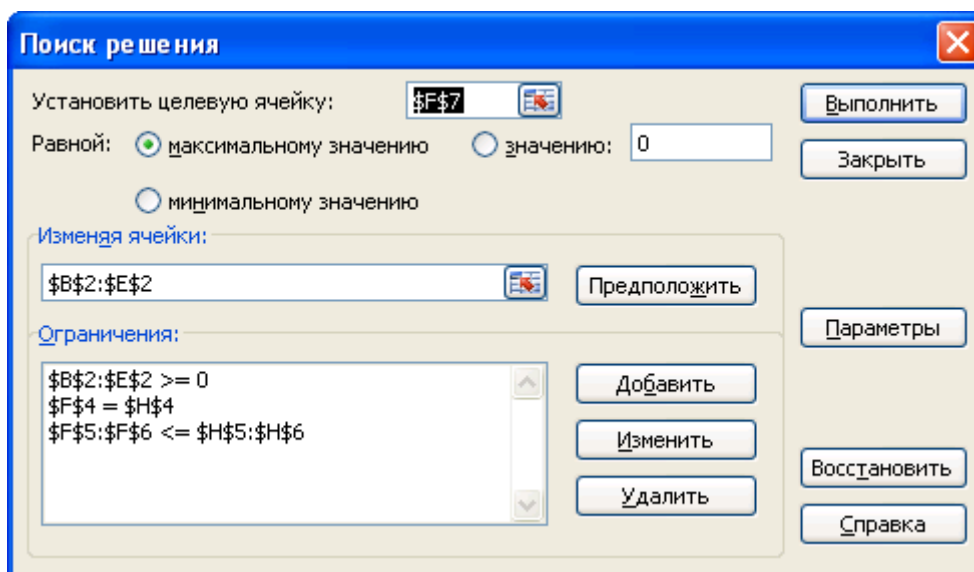 Поиск решения
Установить целевую ячейку: $F$7
Равной: максимальному значению значению: 0
минимальному значению
Изменяя ячейки:
$B$2:$E$2
Предположить
Ограничения:
$B$2:$E$2 >= 0
$F$4 = $H$4
$F$5:$F$6 <= $H$5:$H$6
Добавить
Изменить
Удалить
Выполнить
Закрыть
Параметры
Восстановить
Справка